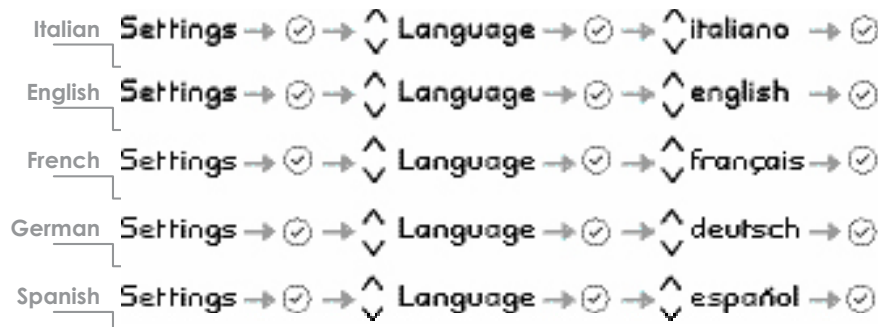 Italian Settings Language italiano
English Settings Language english
French Settings Language français
German Settings Language deutsch
Spanish Settings Language español